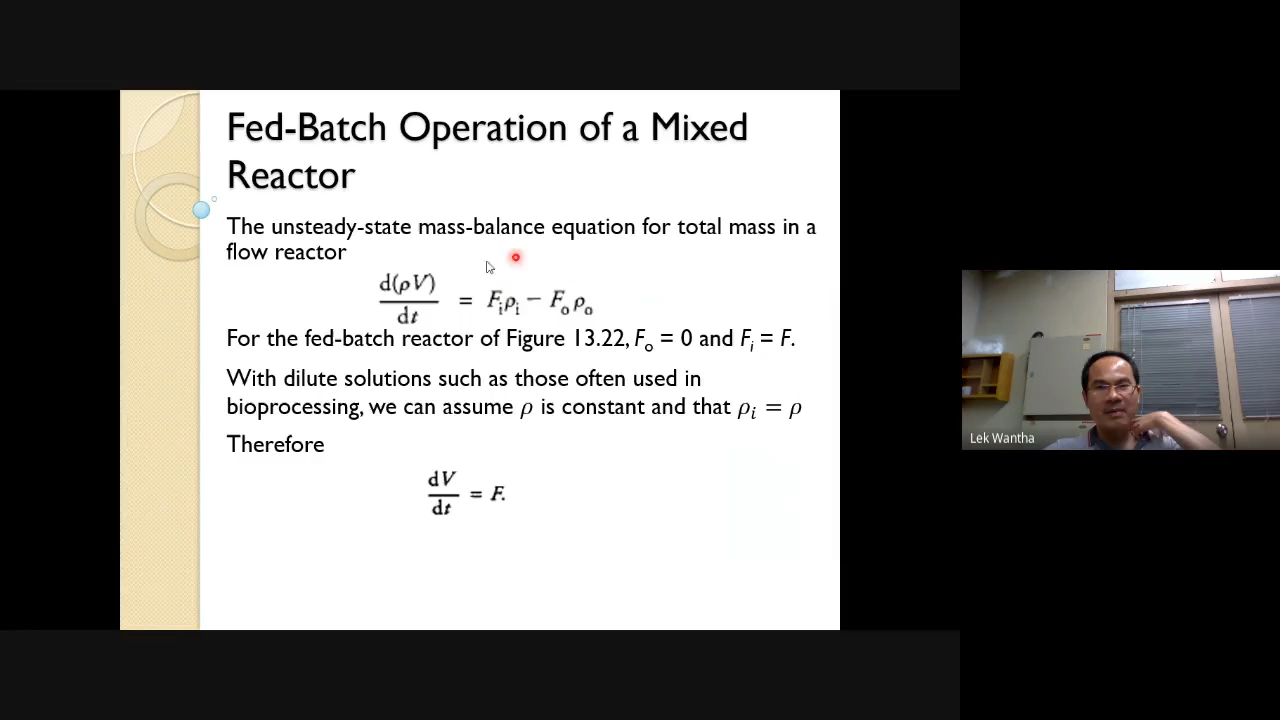 Fed-Batch Operation of a Mixed
Reactor
The unsteady-state mass-balance equation for total mass in a
flow reactor
d(ρV)/dt = Fᵢρᵢ − Fₒρₒ
For the fed-batch reactor of Figure 13.22, Fₒ = 0 and Fᵢ = F.
With dilute solutions such as those often used in
bioprocessing, we can assume ρ is constant and that ρᵢ = ρ
Therefore
dV/dt = F.
Lek Wantha